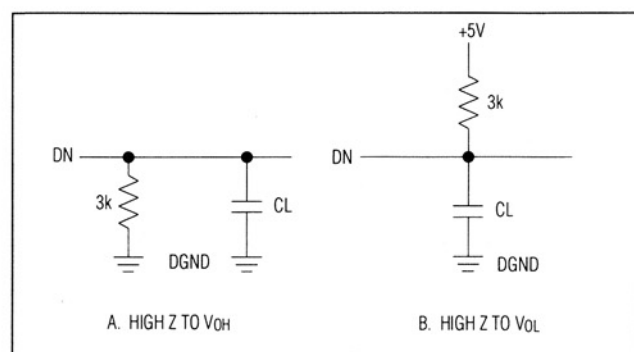 +5V
3k
DN
DN
3k
CL
CL
DGND
DGND
A. HIGH Z TO VOH
B. HIGH Z TO VOL